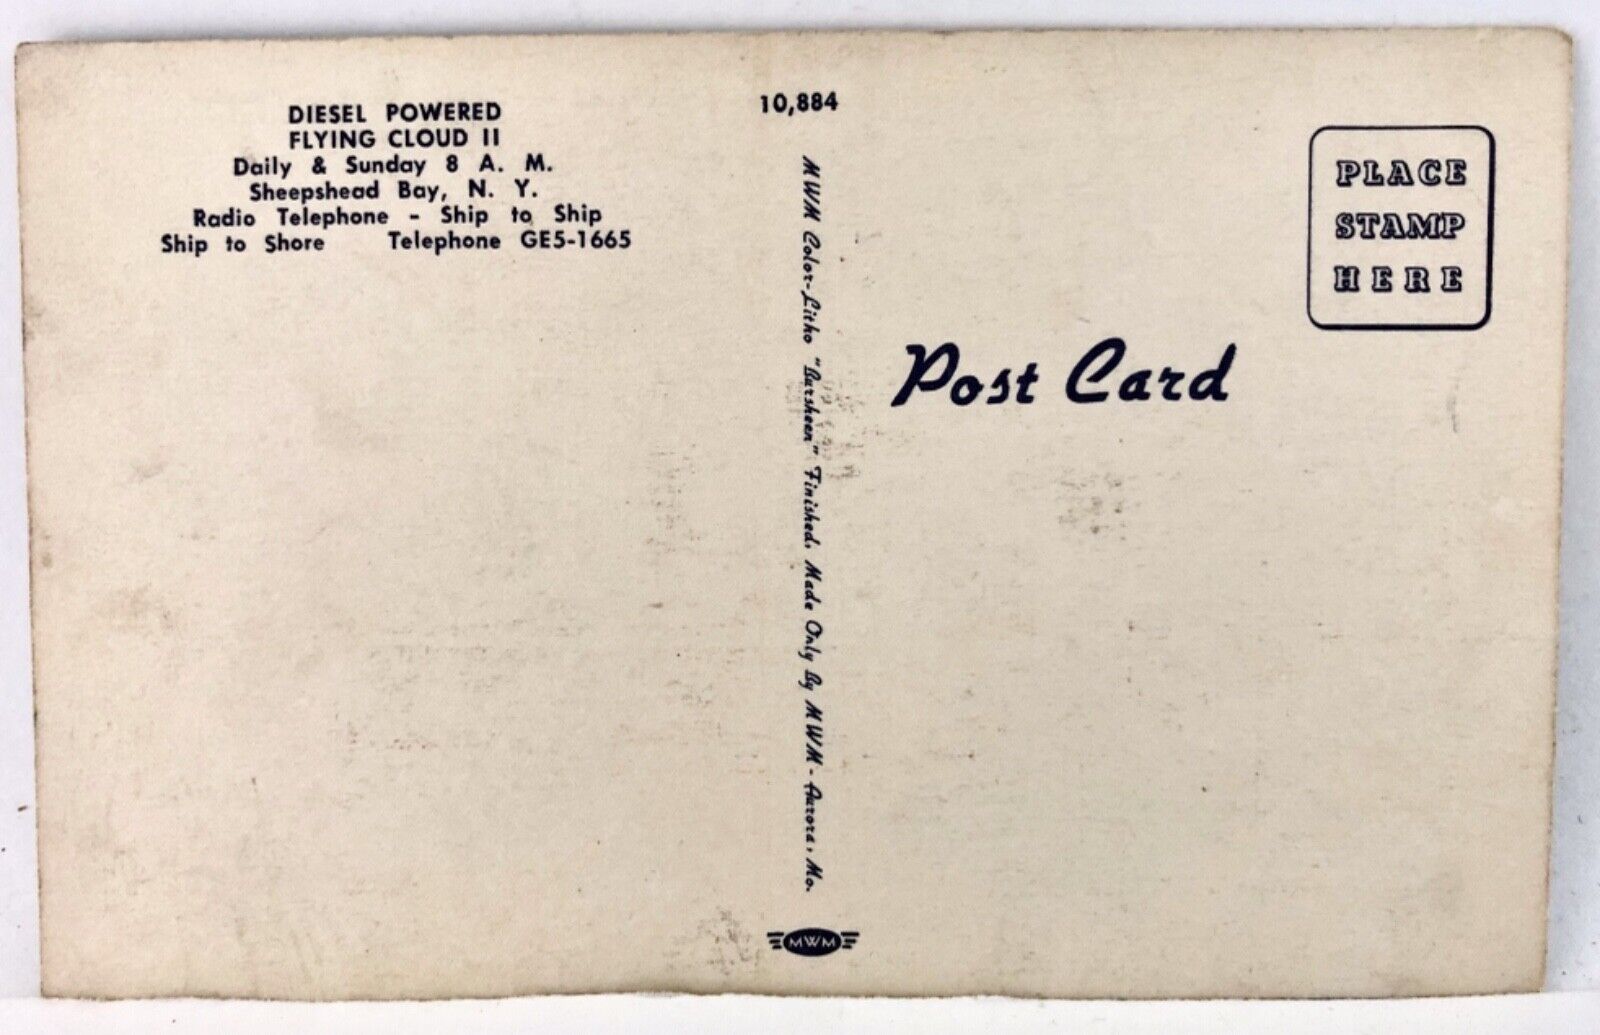 DIESEL POWERED
FLYING CLOUD II
Daily & Sunday 8 A. M.
Sheepshead Bay, N. Y.
Radio Telephone - Ship to Ship
Ship to Shore Telephone GE5-1665
10,884
MWM Color-Litho "Bursheen" Finished. Made Only By MWM - Aurora, Mo.
MWM
Post Card
PLACE
STAMP
HERE